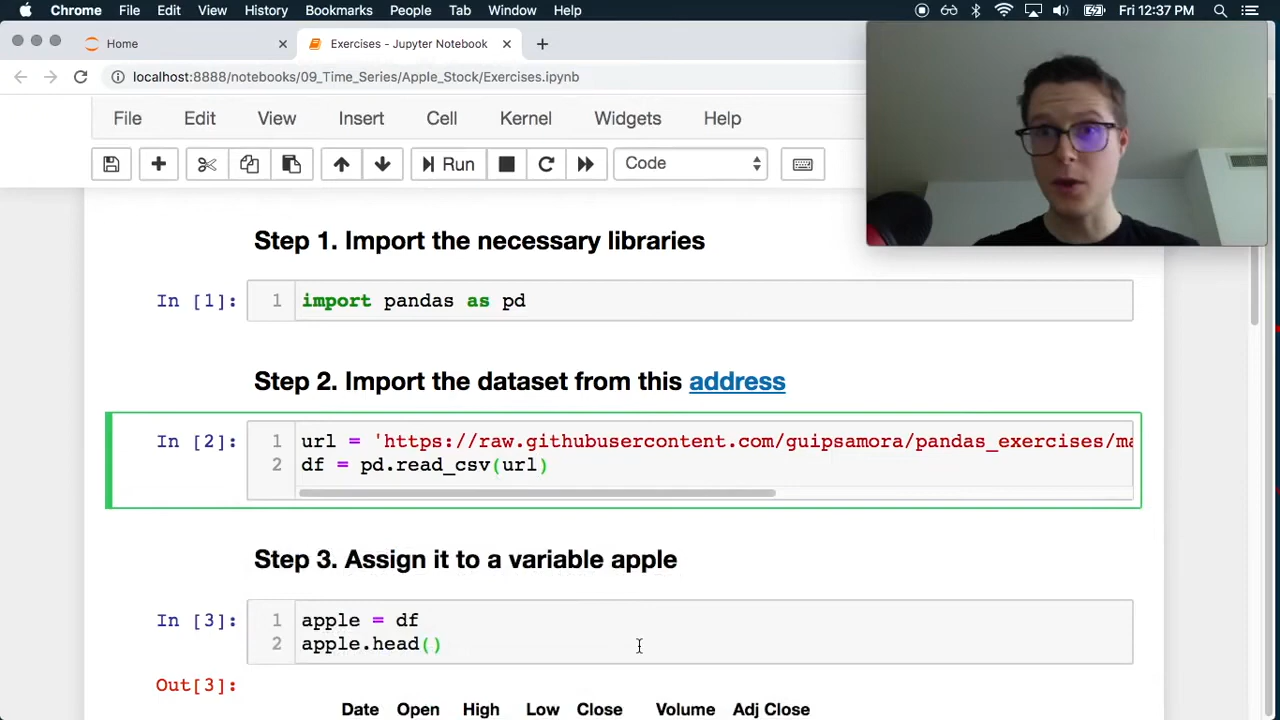 Chrome File Edit View History Bookmarks People Tab Window Help Fri 12:37 PM
Home Exercises - Jupyter Notebook
localhost:8888/notebooks/09_Time_Series/Apple_Stock/Exercises.ipynb
File Edit View Insert Cell Kernel Widgets Help
Run Code
Step 1. Import the necessary libraries
In [1]: 1 import pandas as pd
Step 2. Import the dataset from this address
In [2]: 1 url = 'https://raw.githubusercontent.com/guipsamora/pandas_exercises/ma
2 df = pd.read_csv(url)
Step 3. Assign it to a variable apple
In [3]: 1 apple = df
2 apple.head()
Out[3]:
Date Open High Low Close Volume Adj Close